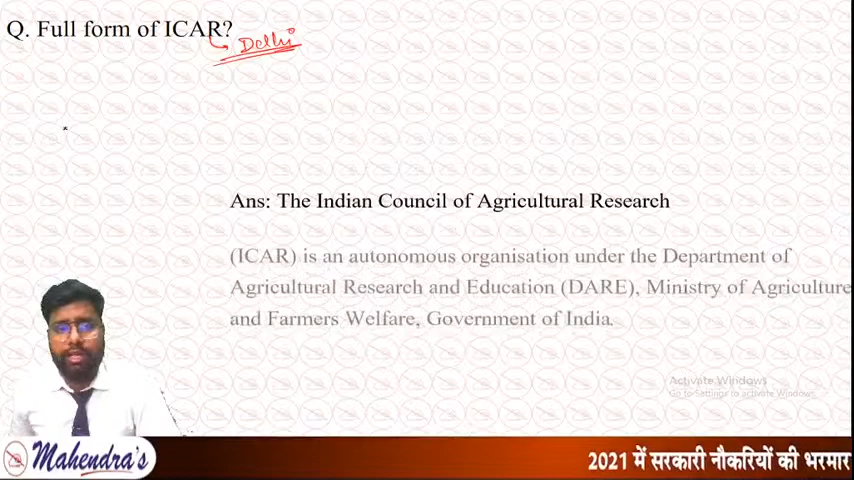 Q. Full form of ICAR?
Delhi
Ans: The Indian Council of Agricultural Research
(ICAR) is an autonomous organisation under the Department of
Agricultural Research and Education (DARE), Ministry of Agriculture
and Farmers Welfare, Government of India.
Activate Windows
Go to Settings to activate Windows.
Mahendra's
2021 में सरकारी नौकरियों की भरमार